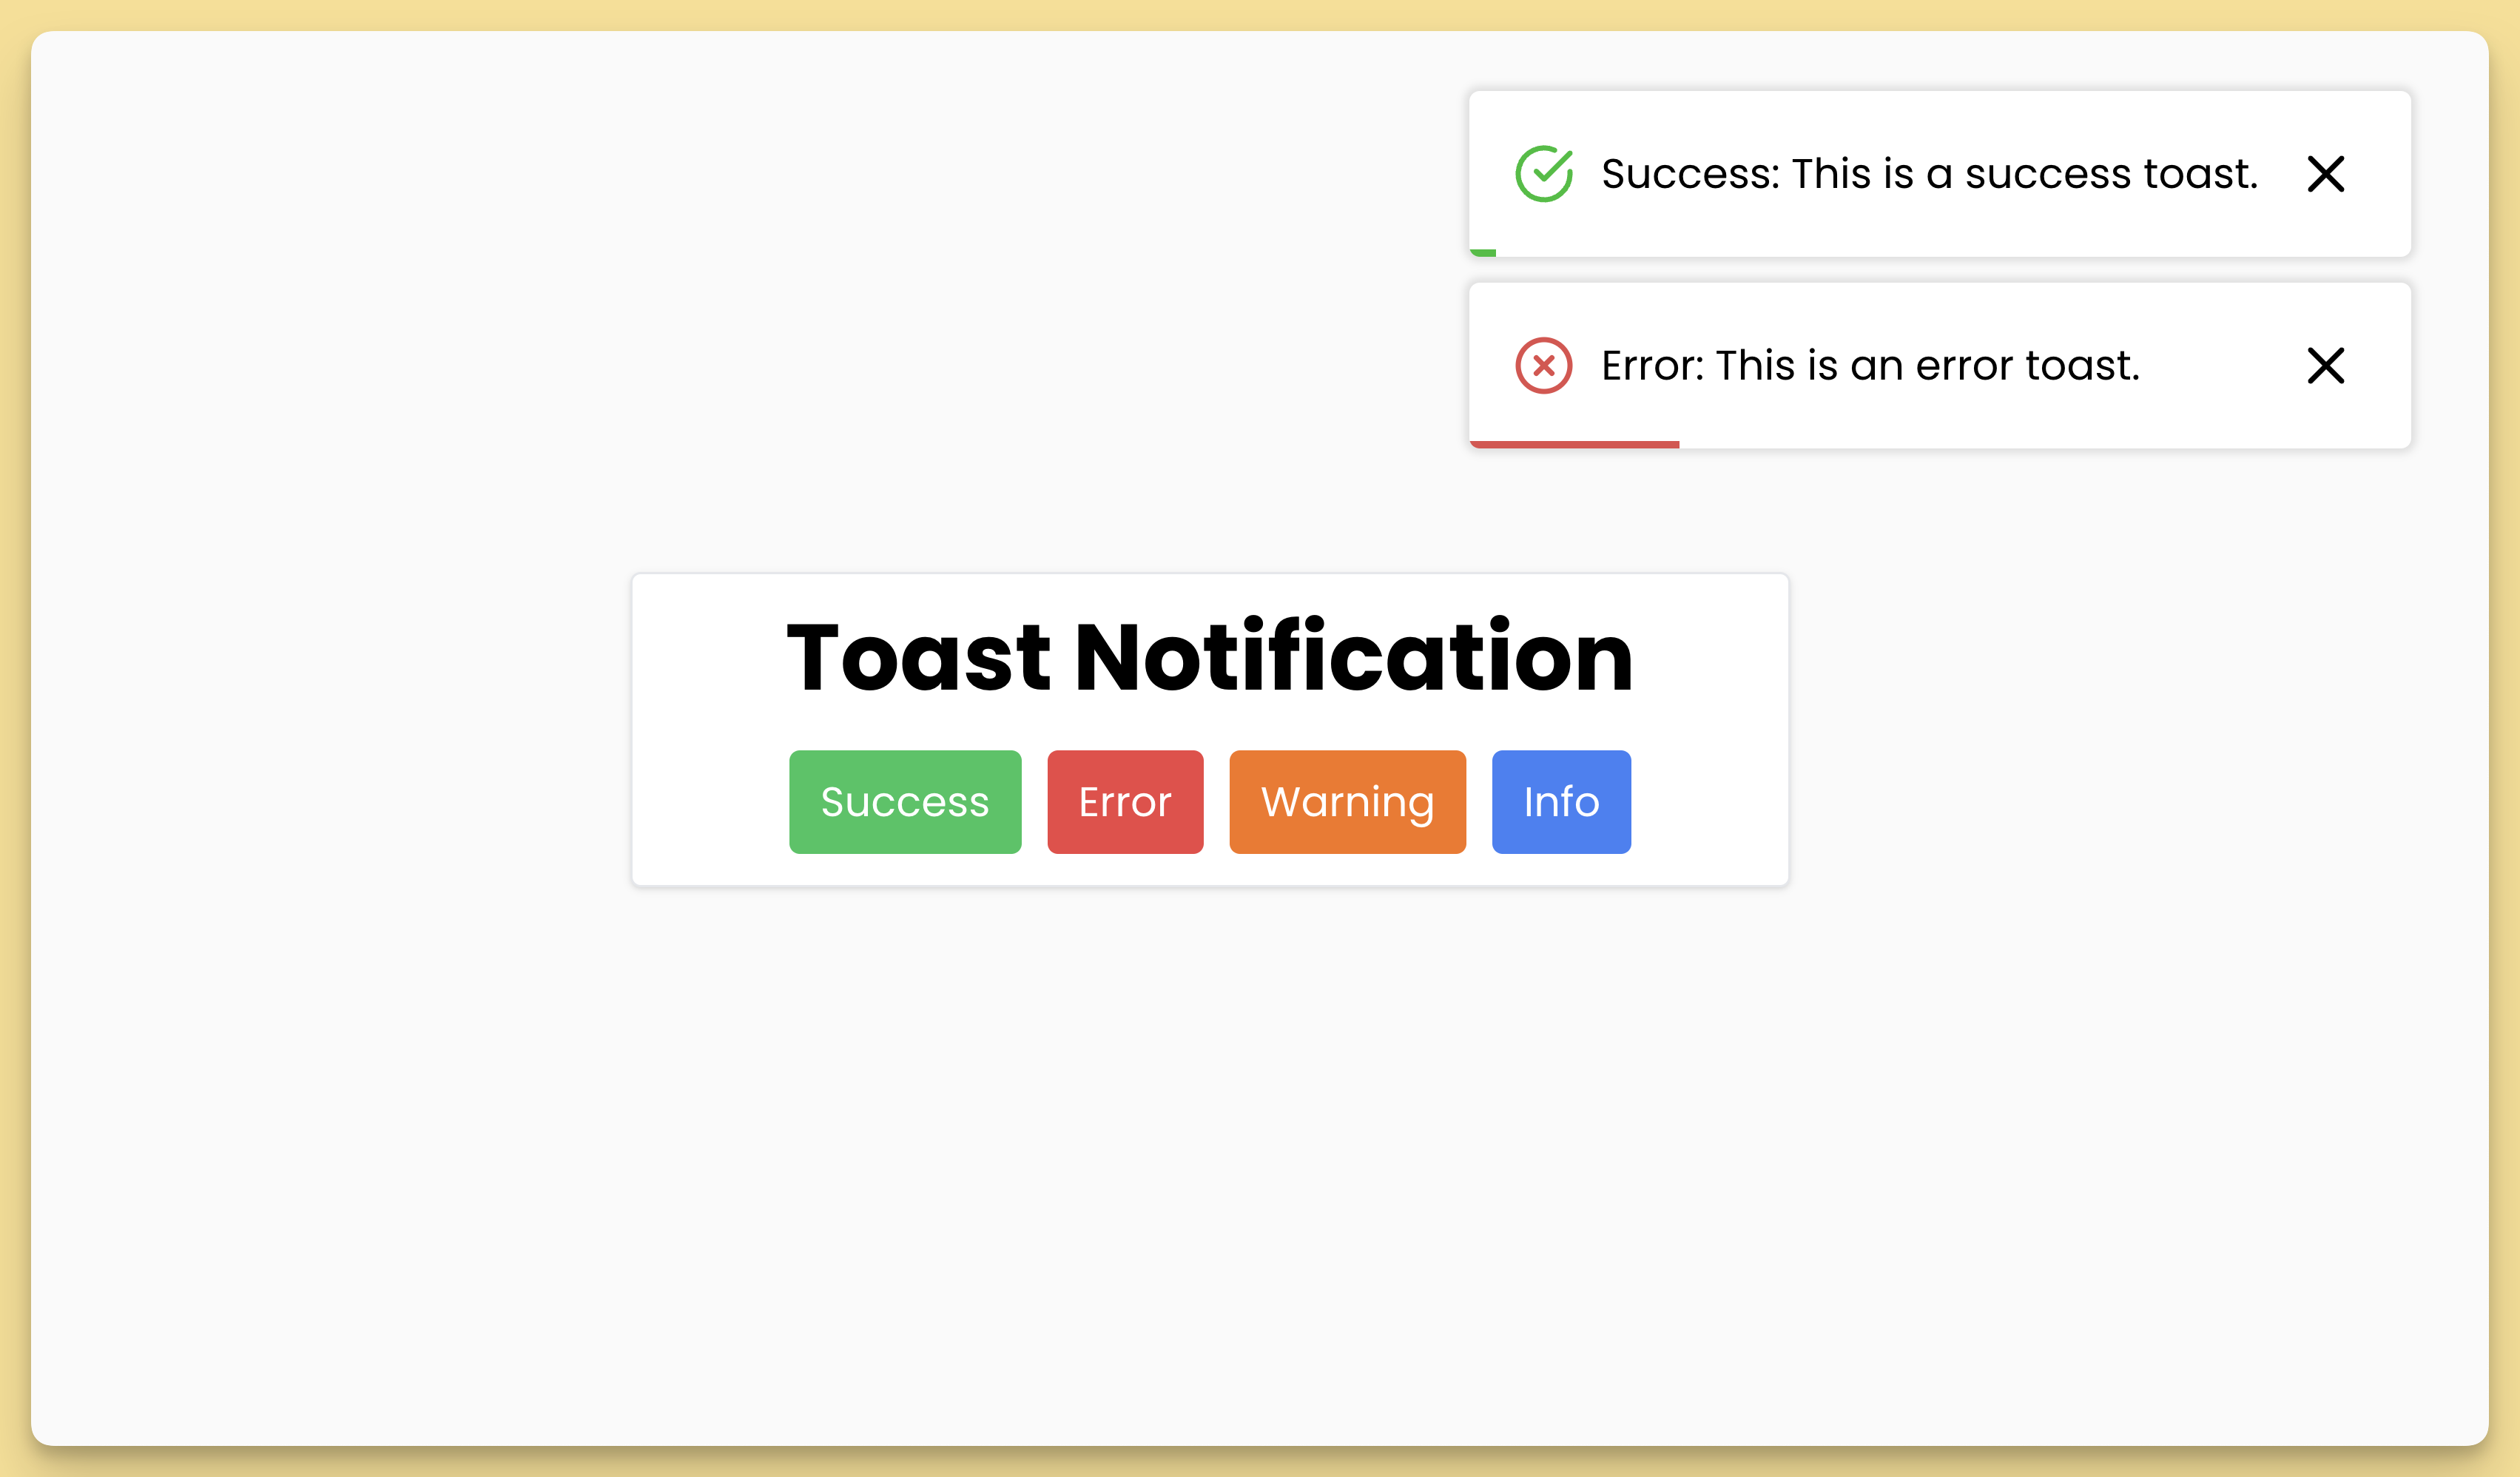 Success: This is a success toast.
Error: This is an error toast.
Toast Notification
Success Error Warning Info